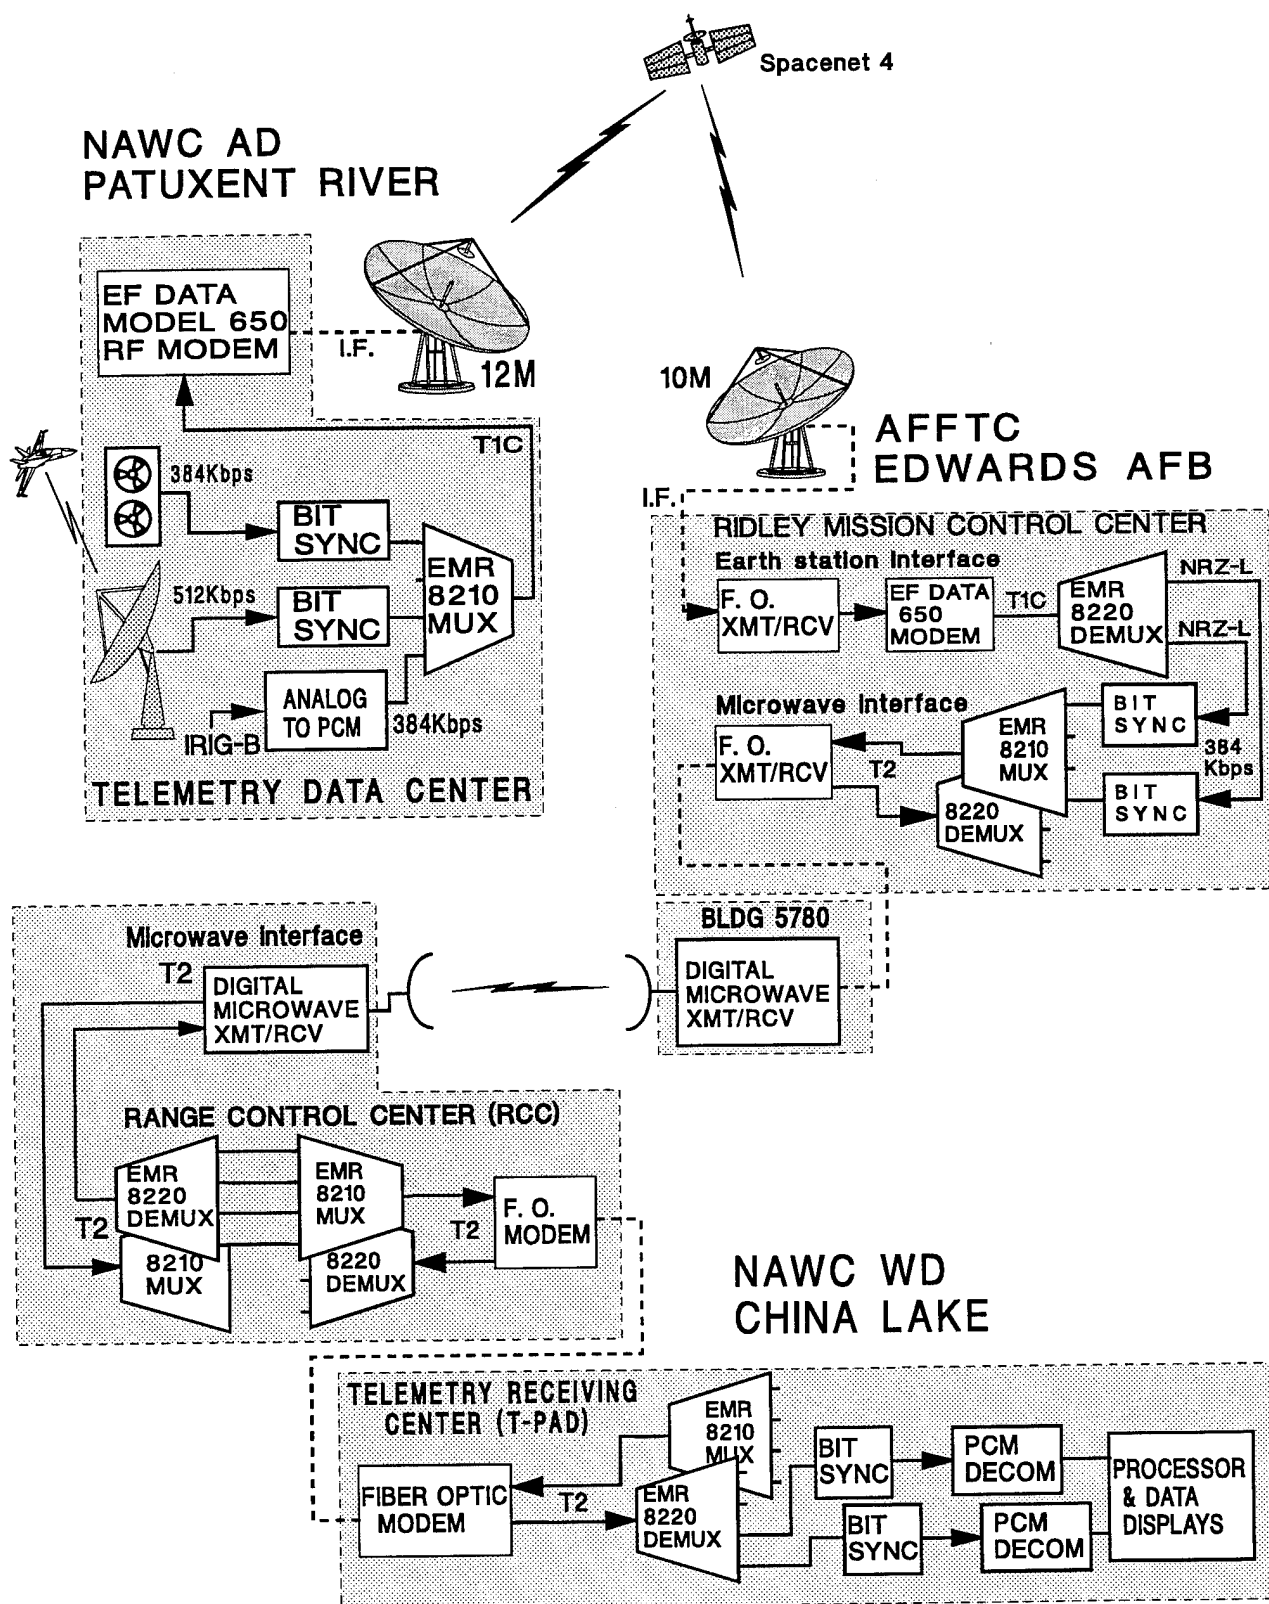 Spacenet 4
NAWC AD
PATUXENT RIVER
EF DATA
MODEL 650
RF MODEM
I.F.
12M
10M
T1C
384Kbps
BIT
SYNC
512Kbps
BIT
SYNC
EMR
8210
MUX
ANALOG
TO PCM
384Kbps
IRIG-B
TELEMETRY DATA CENTER
AFFTC
EDWARDS AFB
I.F.
RIDLEY MISSION CONTROL CENTER
Earth station Interface
F. O.
XMT/RCV
EF DATA
650
MODEM
T1C
EMR
8220
DEMUX
NRZ-L
NRZ-L
Microwave Interface
F. O.
XMT/RCV
T2
EMR
8210
MUX
8220
DEMUX
BIT
SYNC
384
Kbps
BIT
SYNC
BLDG 5780
DIGITAL
MICROWAVE
XMT/RCV
Microwave Interface
T2
DIGITAL
MICROWAVE
XMT/RCV
RANGE CONTROL CENTER (RCC)
EMR
8220
DEMUX
T2
8210
MUX
EMR
8210
MUX
8220
DEMUX
T2
F. O.
MODEM
NAWC WD
CHINA LAKE
TELEMETRY RECEIVING
CENTER (T-PAD)
FIBER OPTIC
MODEM
T2
EMR
8210
MUX
EMR
8220
DEMUX
BIT
SYNC
PCM
DECOM
BIT
SYNC
PCM
DECOM
PROCESSOR
& DATA
DISPLAYS